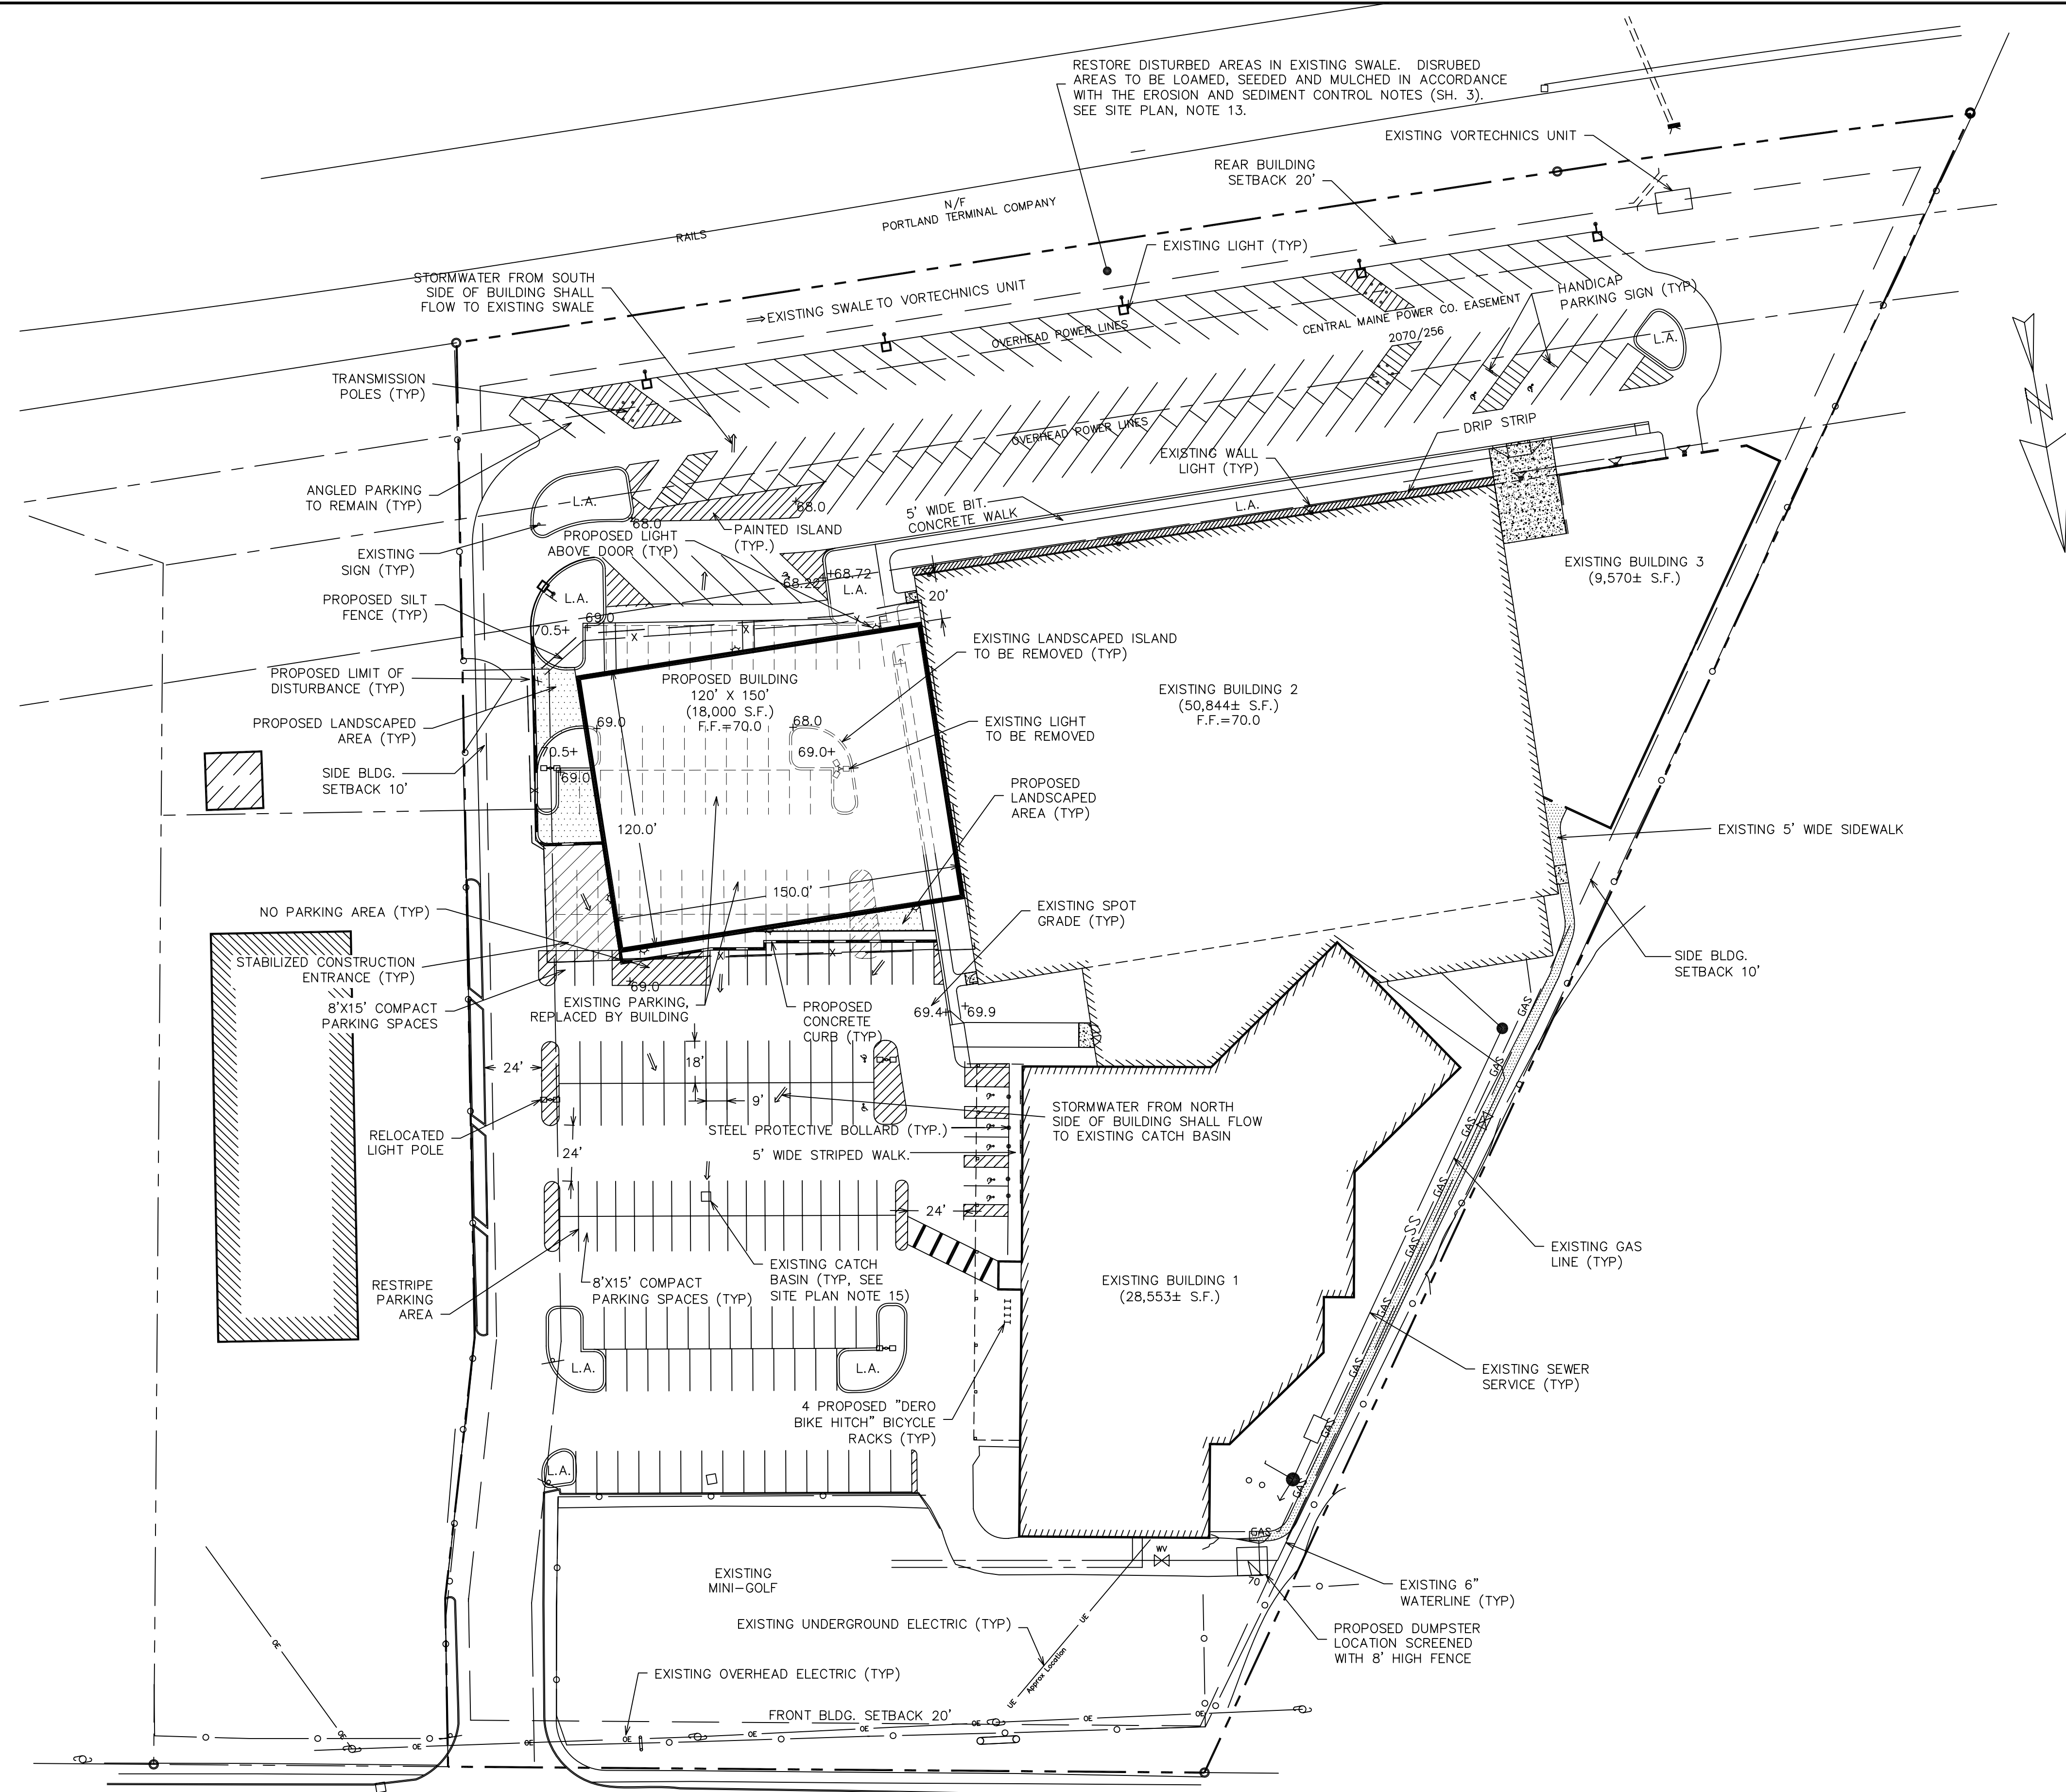 RESTORE DISTURBED AREAS IN EXISTING SWALE. DISRUBED
AREAS TO BE LOAMED, SEEDED AND MULCHED IN ACCORDANCE
WITH THE EROSION AND SEDIMENT CONTROL NOTES (SH. 3).
SEE SITE PLAN, NOTE 13.
EXISTING VORTECHNICS UNIT
REAR BUILDING
SETBACK 20'
N/F
PORTLAND TERMINAL COMPANY
RAILS
EXISTING LIGHT (TYP)
STORMWATER FROM SOUTH
SIDE OF BUILDING SHALL
FLOW TO EXISTING SWALE
EXISTING SWALE TO VORTECHNICS UNIT
HANDICAP
PARKING SIGN (TYP)
CENTRAL MAINE POWER CO. EASEMENT
2070/256
OVERHEAD POWER LINES
L.A.
TRANSMISSION
POLES (TYP)
OVERHEAD POWER LINES
DRIP STRIP
EXISTING WALL
LIGHT (TYP)
ANGLED PARKING
TO REMAIN (TYP)
L.A.
68.0
68.0
5' WIDE BIT.
CONCRETE WALK
L.A.
PAINTED ISLAND
(TYP.)
PROPOSED LIGHT
ABOVE DOOR (TYP)
EXISTING
SIGN (TYP)
EXISTING BUILDING 3
(9,570± S.F.)
68.22
68.72
L.A.
L.A.
20'
PROPOSED SILT
FENCE (TYP)
69.0
70.5+
X
X
X
EXISTING LANDSCAPED ISLAND
TO BE REMOVED (TYP)
PROPOSED LIMIT OF
DISTURBANCE (TYP)
PROPOSED BUILDING
120' X 150'
(18,000 S.F.)
F.F.=70.0
EXISTING BUILDING 2
(50,844± S.F.)
F.F.=70.0
PROPOSED LANDSCAPED
AREA (TYP)
69.0
68.0
EXISTING LIGHT
TO BE REMOVED
70.5+
69.0+
69.0
SIDE BLDG.
SETBACK 10'
PROPOSED
LANDSCAPED
AREA (TYP)
120.0'
EXISTING 5' WIDE SIDEWALK
150.0'
NO PARKING AREA (TYP)
EXISTING SPOT
GRADE (TYP)
STABILIZED CONSTRUCTION
ENTRANCE (TYP)
X
X
SIDE BLDG.
SETBACK 10'
69.0
8'X15' COMPACT
PARKING SPACES
EXISTING PARKING,
REPLACED BY BUILDING
PROPOSED
CONCRETE
CURB (TYP)
69.4+
69.9
GAS
18'
24'
GAS
9'
STORMWATER FROM NORTH
SIDE OF BUILDING SHALL FLOW
TO EXISTING CATCH BASIN
STEEL PROTECTIVE BOLLARD (TYP.)
GAS
RELOCATED
LIGHT POLE
24'
5' WIDE STRIPED WALK.
GAS
24'
GAS
EXISTING GAS
LINE (TYP)
EXISTING CATCH
BASIN (TYP, SEE
SITE PLAN NOTE 15)
RESTRIPE
PARKING
AREA
8'X15' COMPACT
PARKING SPACES (TYP)
EXISTING BUILDING 1
(28,553± S.F.)
GAS
L.A.
L.A.
GAS
EXISTING SEWER
SERVICE (TYP)
4 PROPOSED "DERO
BIKE HITCH" BICYCLE
RACKS (TYP)
GAS
L.A.
GAS
GAS
WV
EXISTING
MINI-GOLF
70
EXISTING 6"
WATERLINE (TYP)
EXISTING UNDERGROUND ELECTRIC (TYP)
UE
PROPOSED DUMPSTER
LOCATION SCREENED
WITH 8' HIGH FENCE
Approx Location
UE
OE
EXISTING OVERHEAD ELECTRIC (TYP)
FRONT BLDG. SETBACK 20'
OE
OE
OE
OE
OE
OE
OE
OE